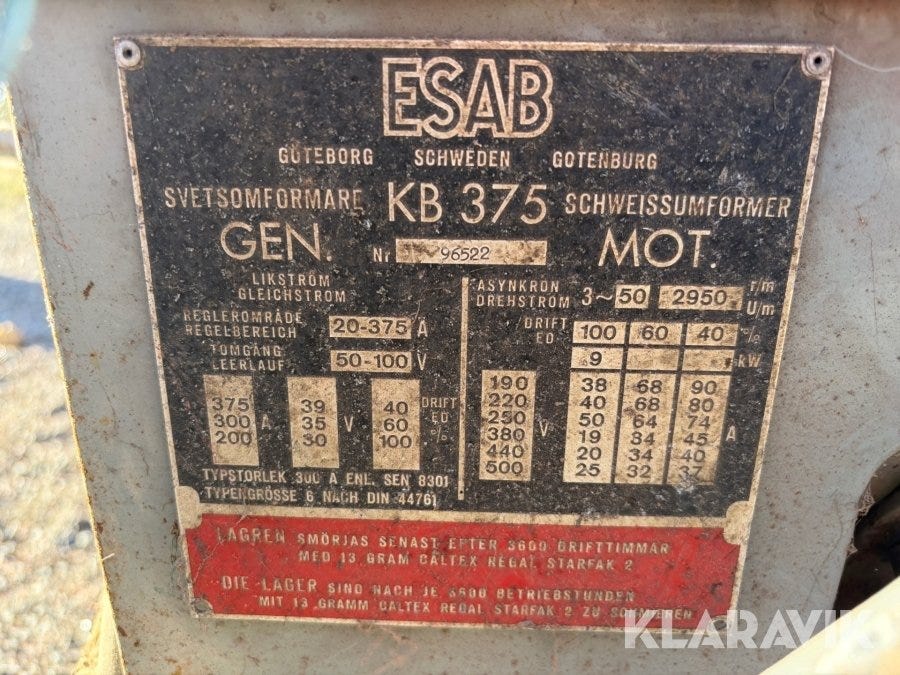 ESAB
GÖTEBORG SCHWEDEN GOTENBURG
SVETSOMFORMARE KB 375 SCHWEISSUMFORMER
GEN. Nr 96522 MOT.
LIKSTRÖM
GLEICHSTROM
REGLEROMRÅDE
REGELBEREICH 20-375 A
TOMGÅNG
LEERLAUF 50-100 V
375 39 40 DRIFT
300 A 35 V 60 ED
200 30 100 %
TYPSTORLEK 300 A ENL. SEN 8301
TYPENGRÖSSE 6 NACH DIN 44761
ASYNKRON
DREHSTROM 3~ 50 2950 r/m U/m
DRIFT
ED 100 60 40 %
9 KW
190 38 68 90
220 40 68 80
250 50 64 74
380 V 19 34 45 A
440 20 34 40
500 25 32 37
LAGREN SMÖRJAS SENAST EFTER 3600 DRIFTTIMMAR
MED 13 GRAM CALTEX REGAL STARFAK 2
DIE LAGER SIND NACH JE 3600 BETRIEBSTUNDEN
MIT 13 GRAMM CALTEX REGAL STARFAK 2 ZU SCHMIEREN
KLARAVIK